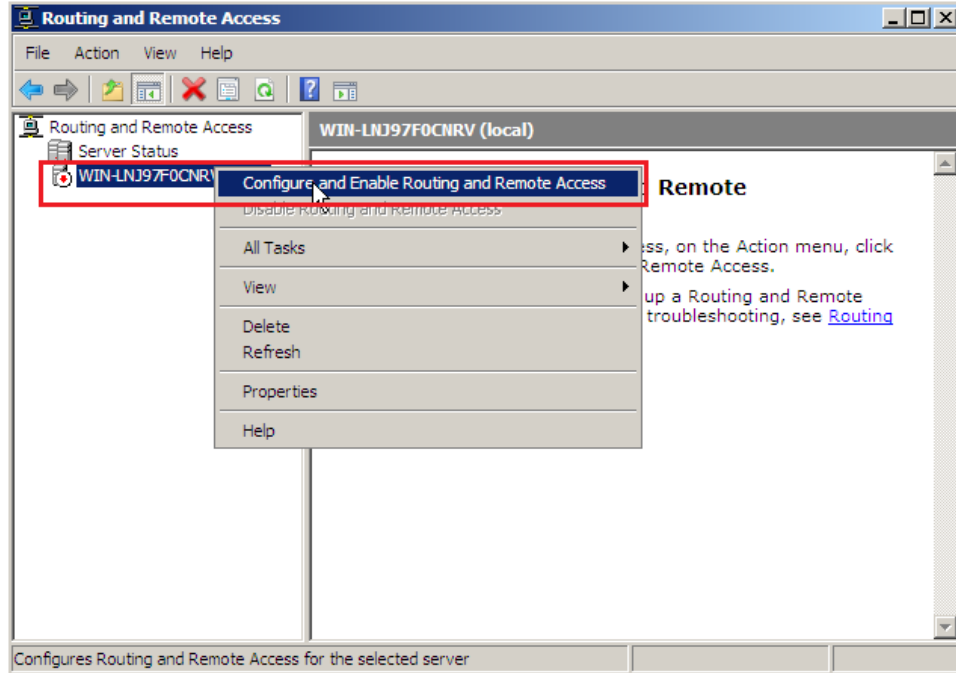 Routing and Remote Access
File Action View Help
Routing and Remote Access
WIN-LNJ97F0CNRV (local)
Server Status
WIN-LNJ97F0CNRV
Configure and Enable Routing and Remote Access
Remote
Disable Routing and Remote Access
All Tasks
ess, on the Action menu, click
Remote Access.
View
up a Routing and Remote
troubleshooting, see Routing
Delete
Refresh
Properties
Help
Configures Routing and Remote Access for the selected server